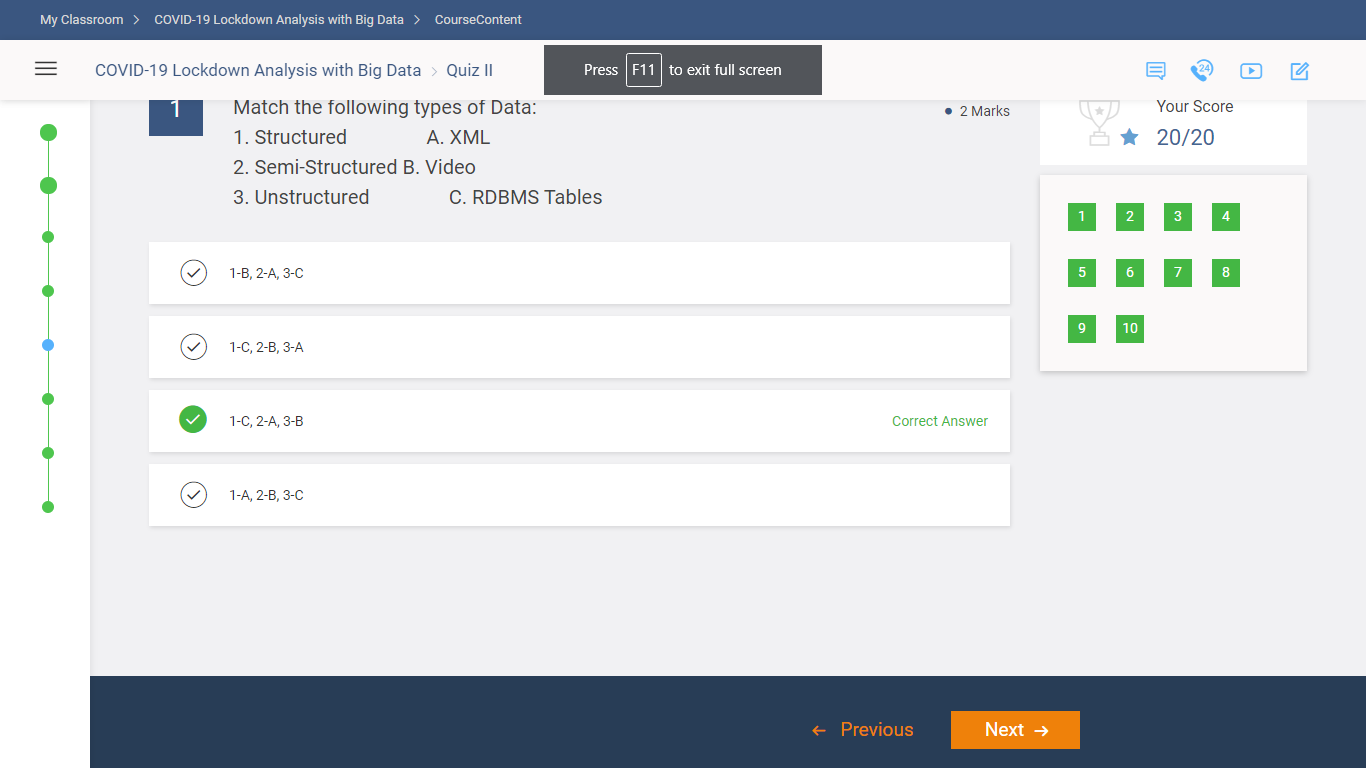 My Classroom > COVID-19 Lockdown Analysis with Big Data > CourseContent
COVID-19 Lockdown Analysis with Big Data > Quiz II
Press F11 to exit full screen
24
1
Match the following types of Data:
1. Structured A. XML
2. Semi-Structured B. Video
3. Unstructured C. RDBMS Tables
2 Marks
1-B, 2-A, 3-C
1-C, 2-B, 3-A
1-C, 2-A, 3-B Correct Answer
1-A, 2-B, 3-C
Your Score
20/20
1 2 3 4
5 6 7 8
9 10
Previous
Next